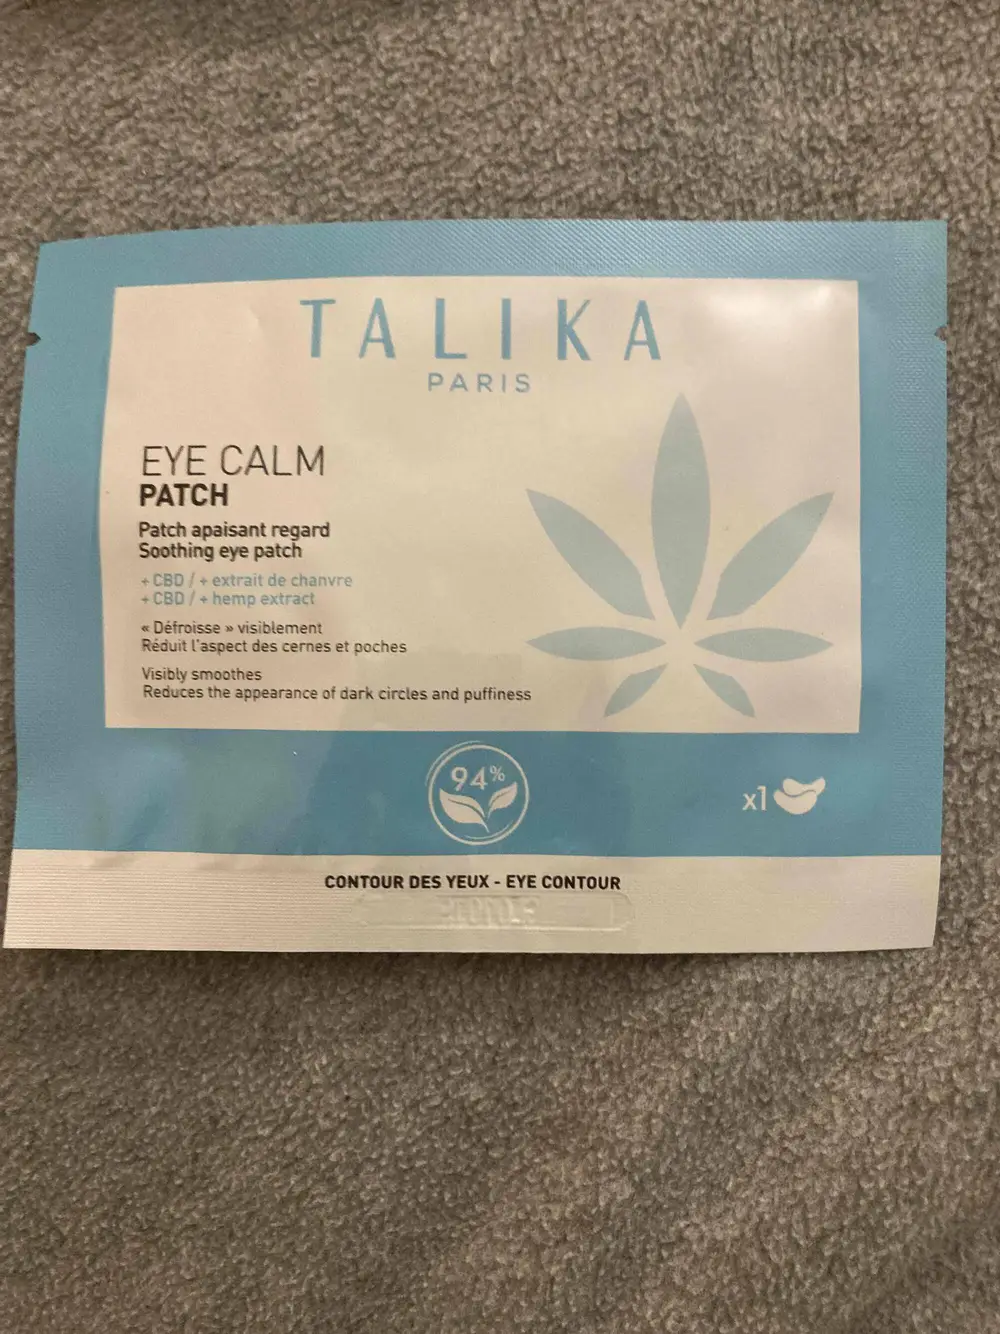 TALIKA
PARIS
EYE CALM
PATCH
Patch apaisant regard
Soothing eye patch
+ CBD / + extrait de chanvre
+ CBD / + hemp extract
« Défroisse » visiblement
Réduit l'aspect des cernes et poches
Visibly smoothes
Reduces the appearance of dark circles and puffiness
94%
x1
CONTOUR DES YEUX - EYE CONTOUR